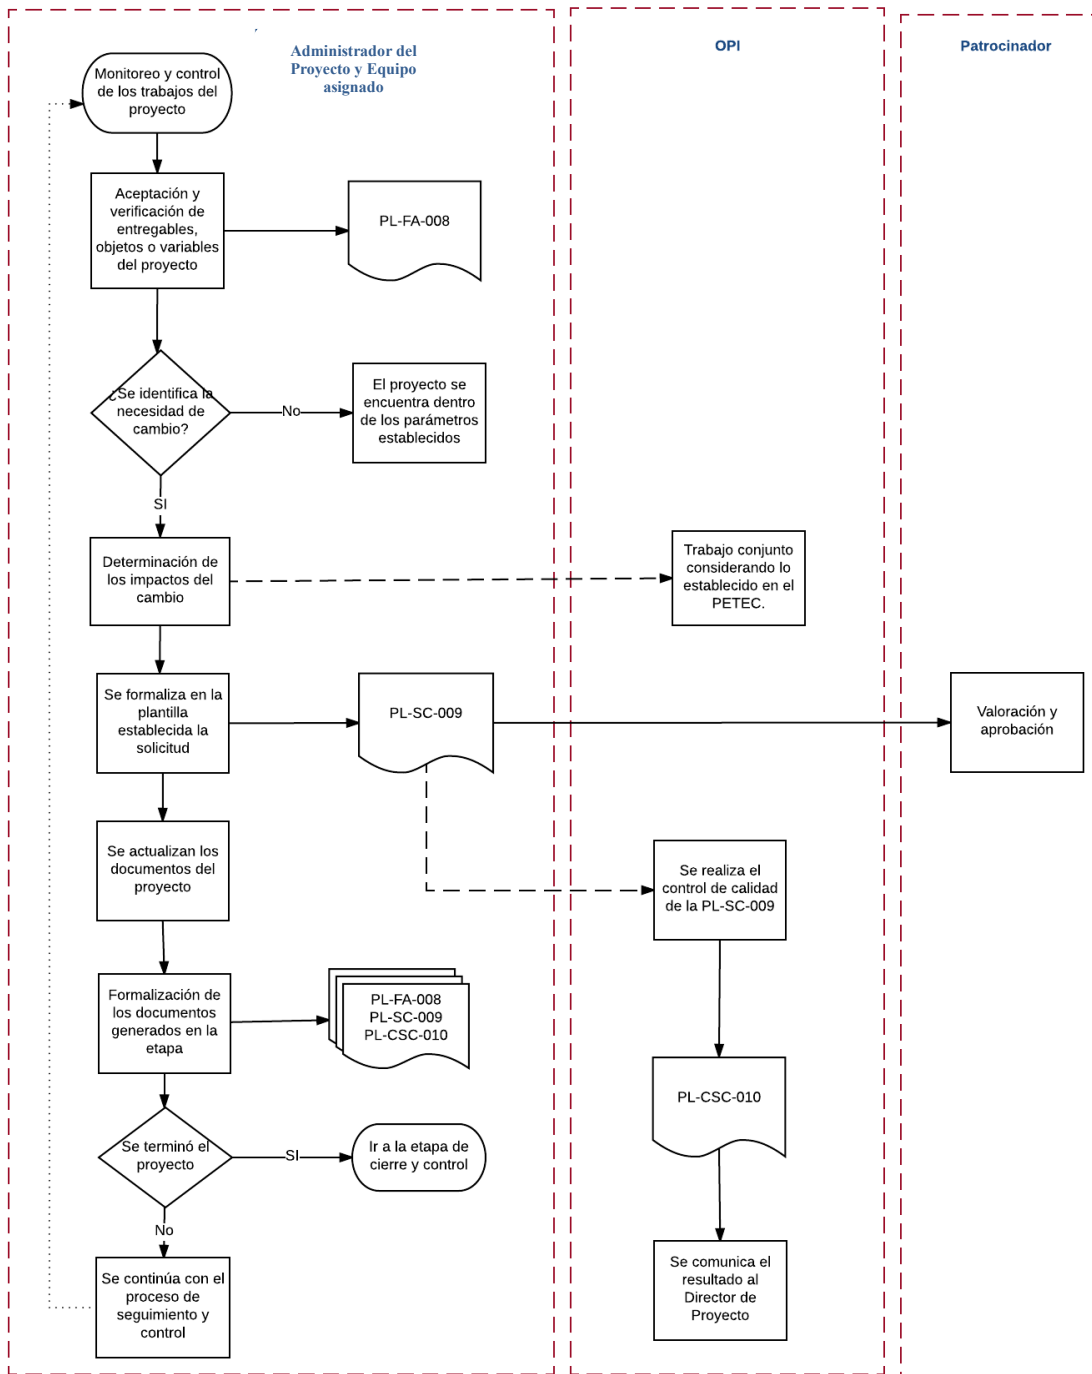 Administrador del
Proyecto y Equipo
asignado
OPI
Patrocinador
Monitoreo y control
de los trabajos del
proyecto
Aceptación y
verificación de
entregables,
objetos o variables
del proyecto
PL-FA-008
¿Se identifica la
necesidad de
cambio?
No
El proyecto se
encuentra dentro
de los parámetros
establecidos
SI
Determinación de
los impactos del
cambio
Trabajo conjunto
considerando lo
establecido en el
PETEC.
Se formaliza en la
plantilla
establecida la
solicitud
PL-SC-009
Valoración y
aprobación
Se actualizan los
documentos del
proyecto
Se realiza el
control de calidad
de la PL-SC-009
Formalización de
los documentos
generados en la
etapa
PL-FA-008
PL-SC-009
PL-CSC-010
PL-CSC-010
Se terminó el
proyecto
SI
Ir a la etapa de
cierre y control
No
Se continúa con el
proceso de
seguimiento y
control
Se comunica el
resultado al
Director de
Proyecto